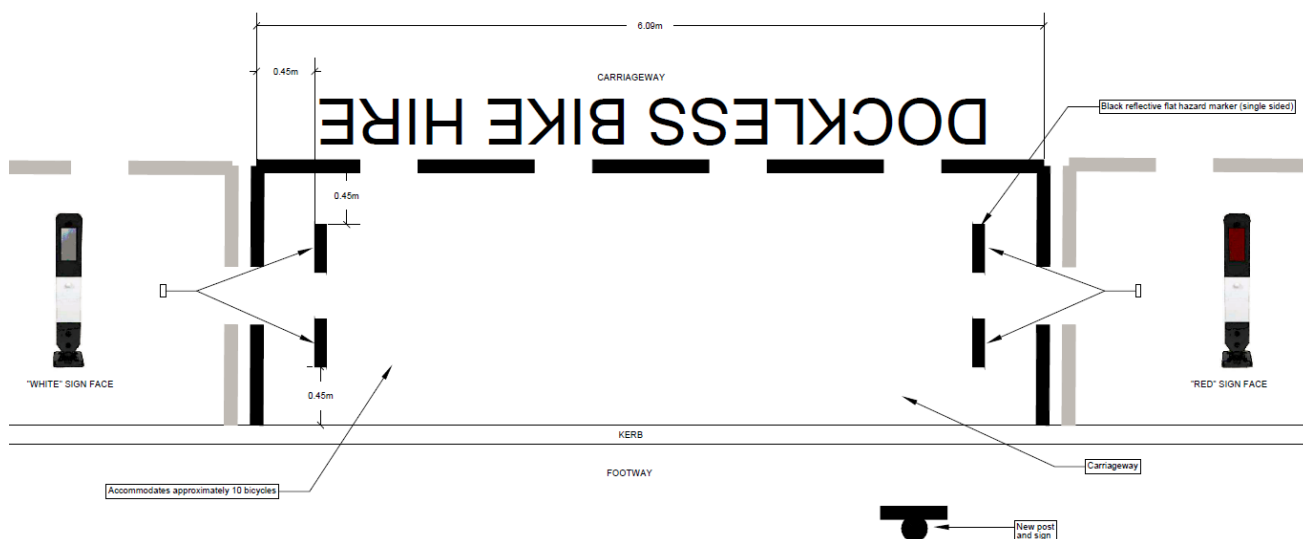 6.09m
0.45m
CARRIAGEWAY
DOCKLESS BIKE HIRE
Black reflective flat hazard marker (single sided)
0.45m
"WHITE" SIGN FACE
"RED" SIGN FACE
0.45m
KERB
FOOTWAY
Carriageway
Accommodates approximately 10 bicycles
New post
and sign